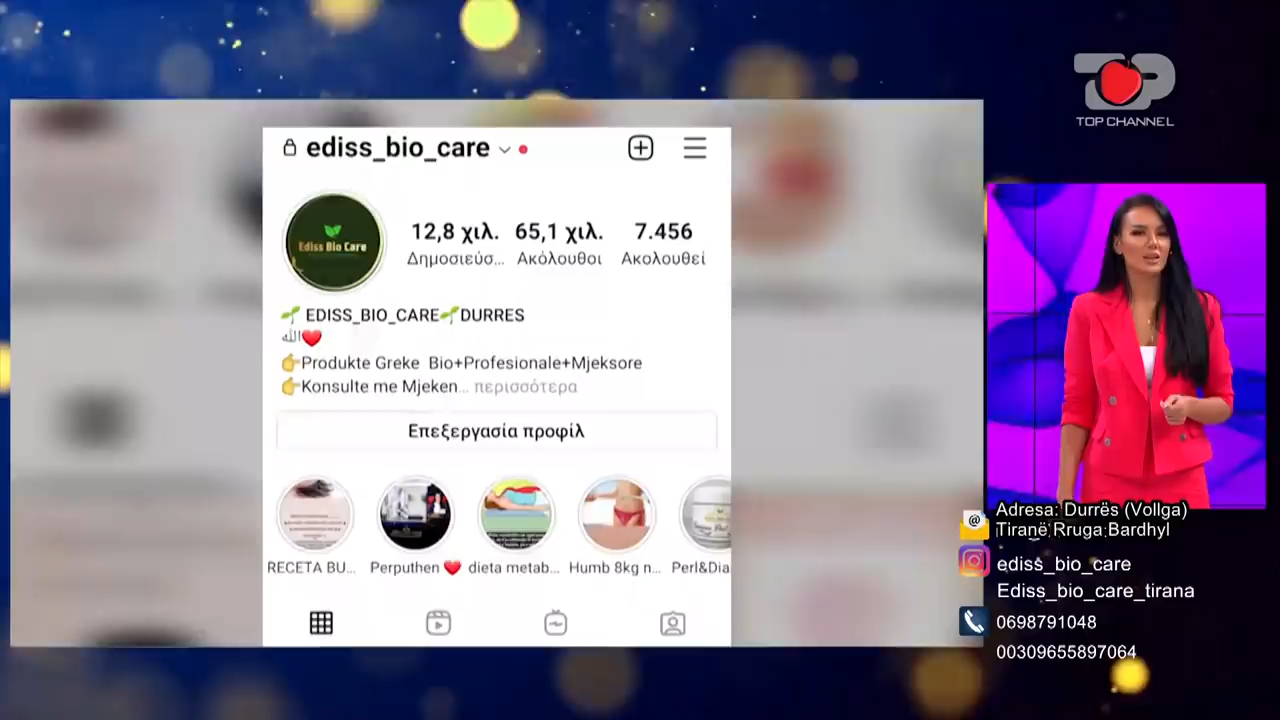 TOP
TOP CHANNEL
ediss_bio_care
Ediss Bio Care
12,8 χιλ. 65,1 χιλ. 7.456
Δημοσιεύσ... Ακόλουθοι Ακολουθεί
EDISS_BIO_CARE DURRES
الله
Produkte Greke Bio+Profesionale+Mjeksore
Konsulte me Mjeken... περισσότερα
Επεξεργασία προφίλ
RECETA BU... Perputhen dieta metab... Humb 8kg n... Perl&Dia
Adresa: Durrës (Vollga)
Tiranë Rruga Bardhyl
ediss_bio_care
Ediss_bio_care_tirana
0698791048
00309655897064